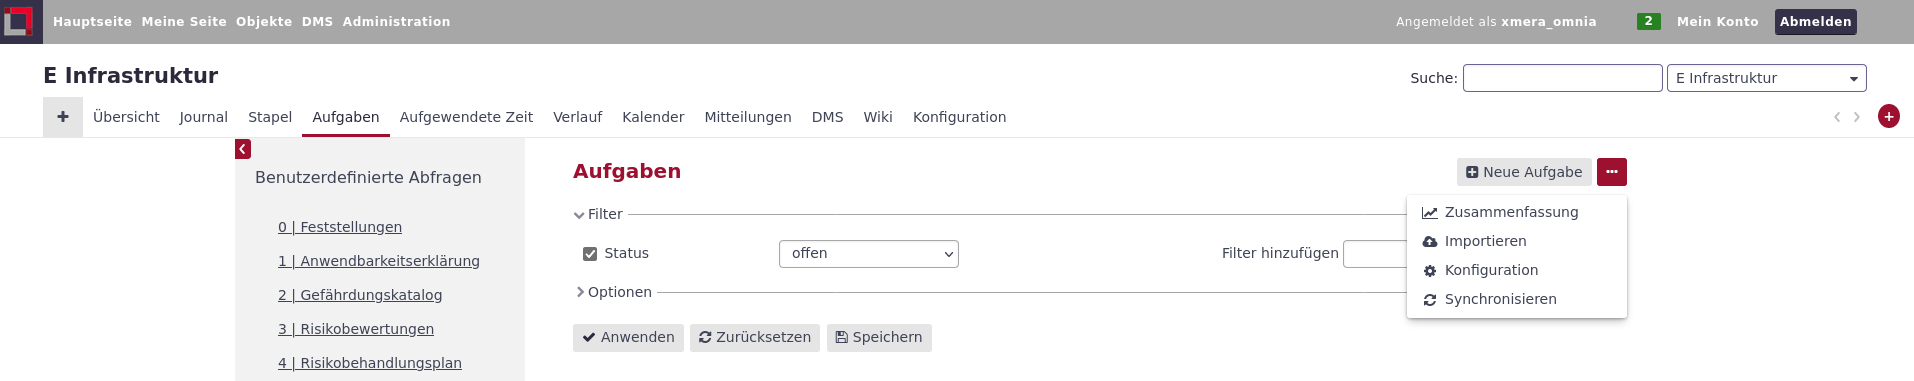 Hauptseite Meine Seite Objekte DMS Administration Angemeldet als xmera_omnia 2 Mein Konto Abmelden
E Infrastruktur Suche: E Infrastruktur
+ Übersicht Journal Stapel Aufgaben Aufgewendete Zeit Verlauf Kalender Mitteilungen DMS Wiki Konfiguration
Benutzerdefinierte Abfragen
0 | Feststellungen
1 | Anwendbarkeitserklärung
2 | Gefährdungskatalog
3 | Risikobewertungen
4 | Risikobehandlungsplan
Aufgaben Neue Aufgabe
Filter
Status offen Filter hinzufügen
Optionen
Anwenden Zurücksetzen Speichern
Zusammenfassung
Importieren
Konfiguration
Synchronisieren